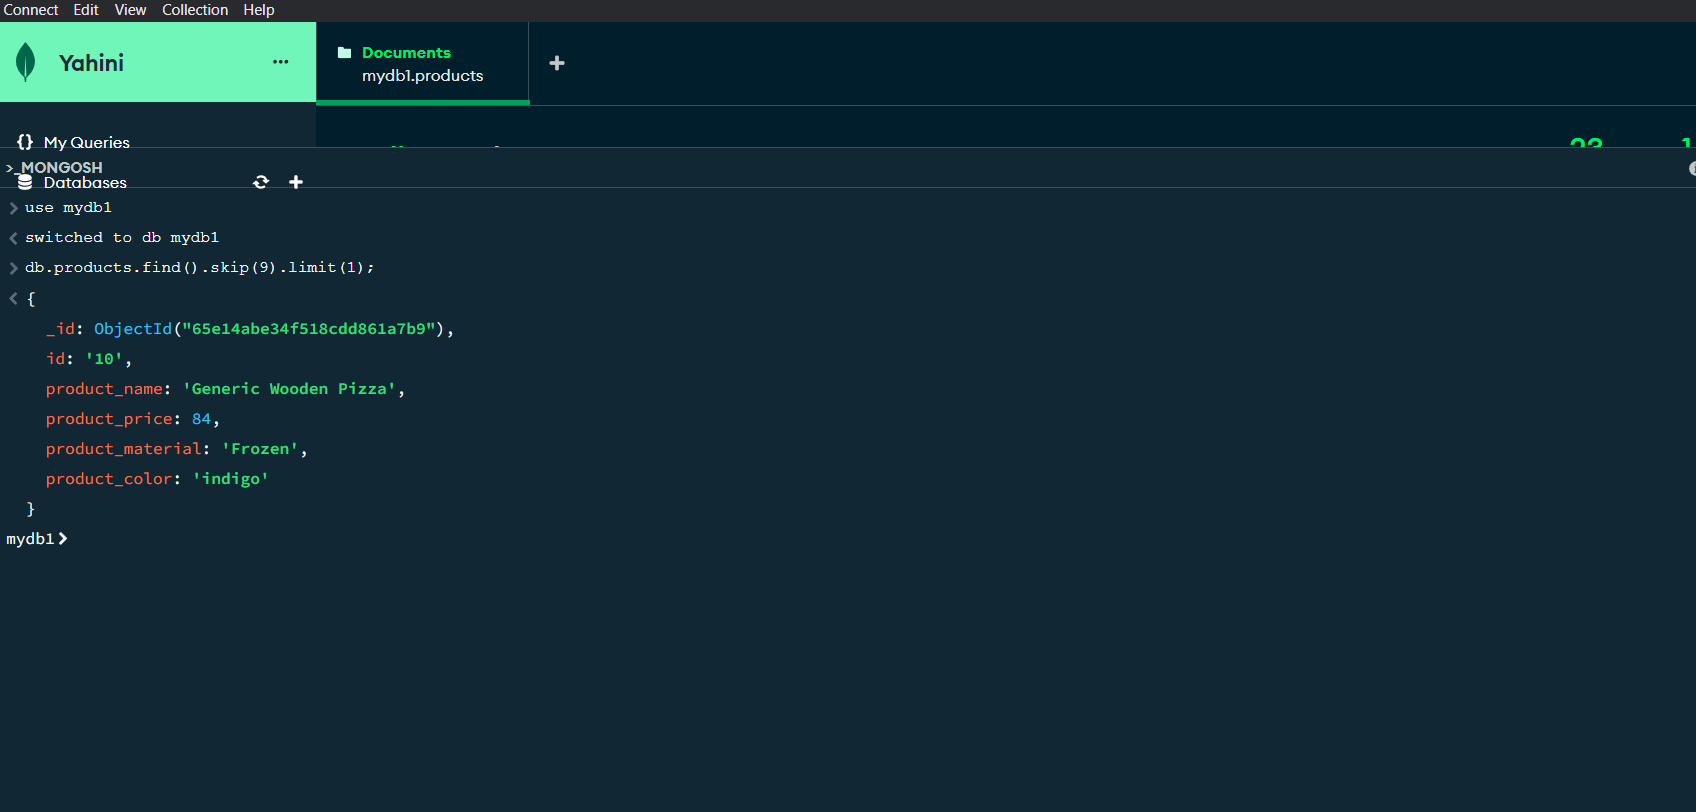 Connect Edit View Collection Help
Yahini
...
Documents
mydb1.products
+
{} My Queries
>_MONGOSH
Databases
> use mydb1
< switched to db mydb1
> db.products.find().skip(9).limit(1);
< {
_id: ObjectId("65e14abe34f518cdd861a7b9"),
id: '10',
product_name: 'Generic Wooden Pizza',
product_price: 84,
product_material: 'Frozen',
product_color: 'indigo'
}
mydb1>